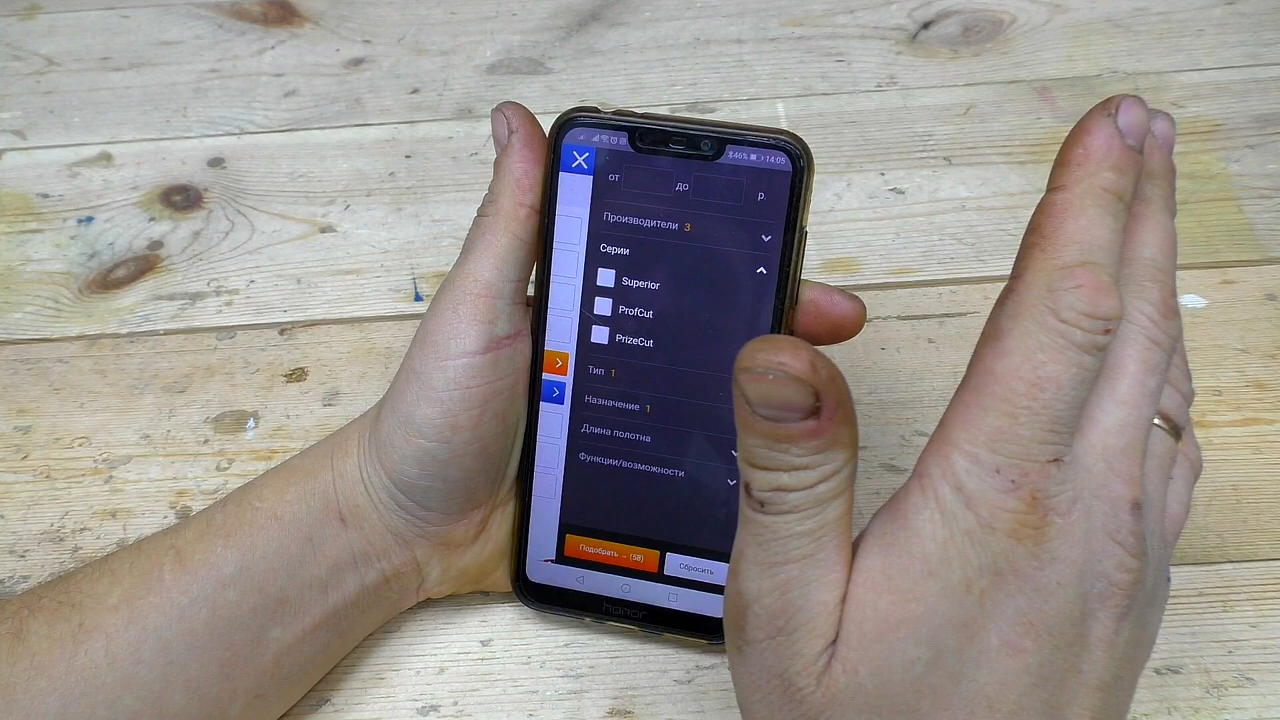 46% 14:05
от до р.
Производители 3
Серии
Superior
ProfCut
PrizeCut
Тип 1
Назначение 1
Длина полотна
Функции/возможности
Подобрать → (58)
Сбросить
honor